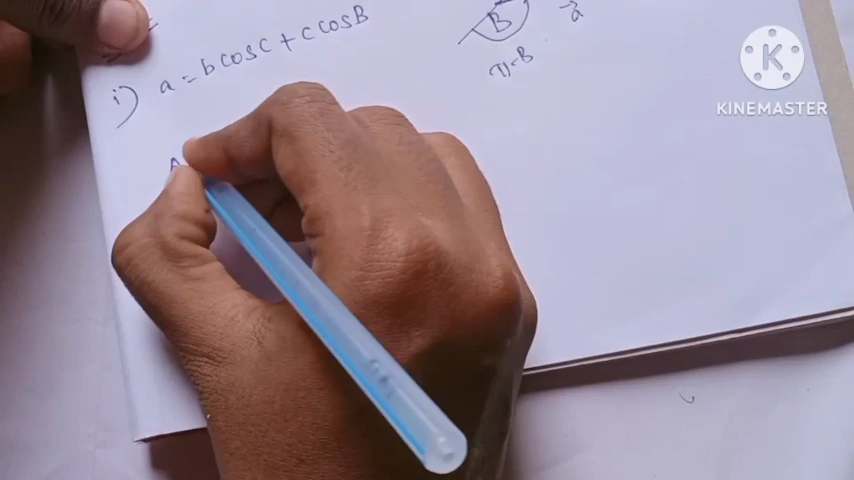 i) a = b cos C + c cos B
B
π-B
a
A
K
KINEMASTER